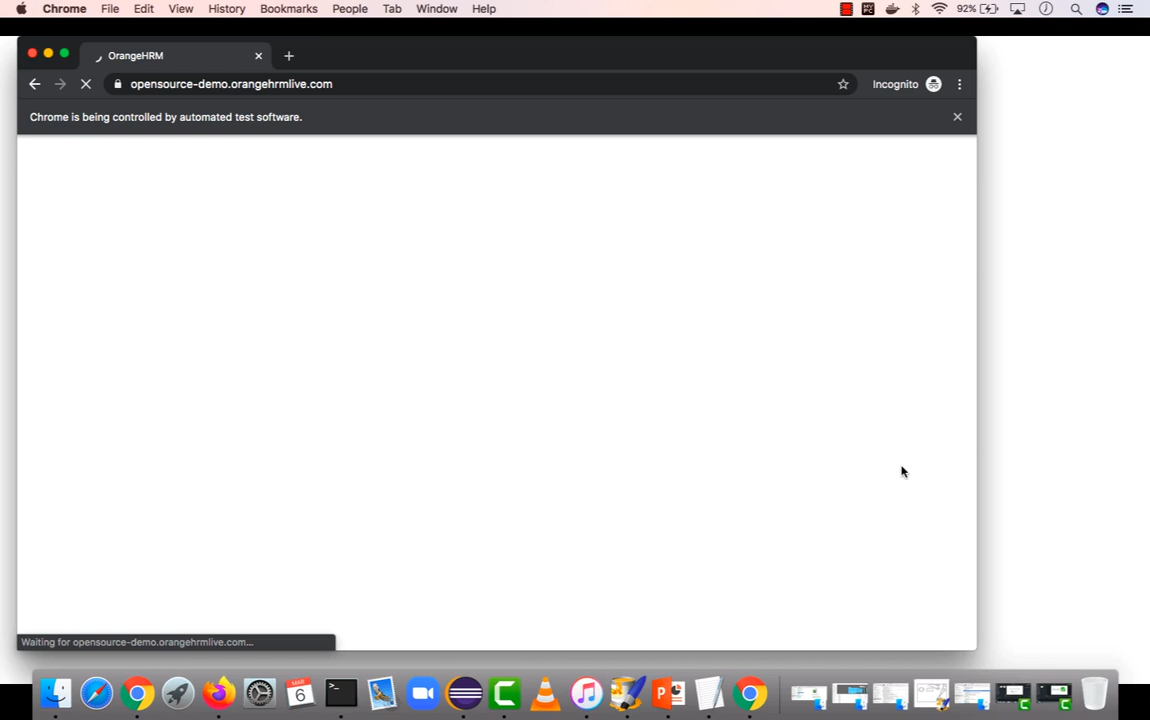 Chrome File Edit View History Bookmarks People Tab Window Help 92%
OrangeHRM
opensource-demo.orangehrmlive.com Incognito
Chrome is being controlled by automated test software.
Waiting for opensource-demo.orangehrmlive.com...
MAR
6